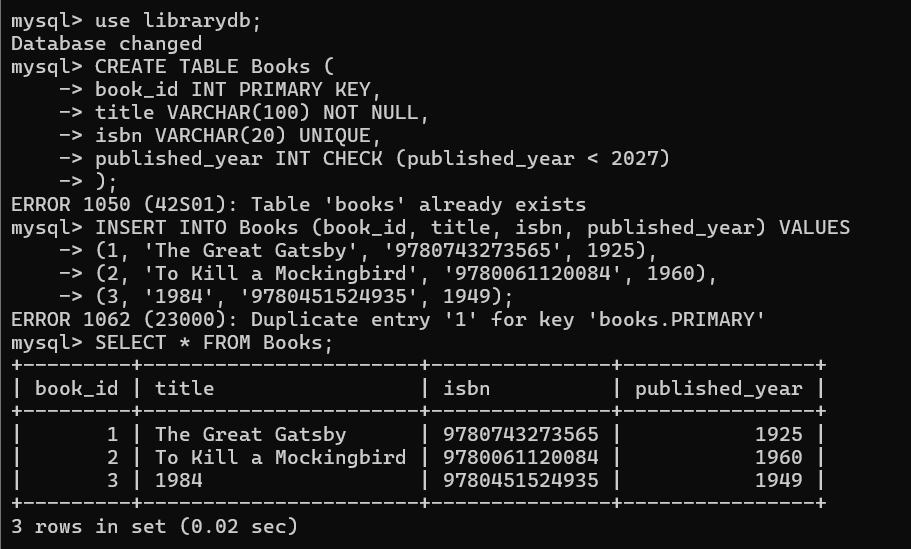 mysql> use librarydb;
Database changed
mysql> CREATE TABLE Books (
    -> book_id INT PRIMARY KEY,
    -> title VARCHAR(100) NOT NULL,
    -> isbn VARCHAR(20) UNIQUE,
    -> published_year INT CHECK (published_year < 2027)
    -> );
ERROR 1050 (42S01): Table 'books' already exists
mysql> INSERT INTO Books (book_id, title, isbn, published_year) VALUES
    -> (1, 'The Great Gatsby', '9780743273565', 1925),
    -> (2, 'To Kill a Mockingbird', '9780061120084', 1960),
    -> (3, '1984', '9780451524935', 1949);
ERROR 1062 (23000): Duplicate entry '1' for key 'books.PRIMARY'
mysql> SELECT * FROM Books;
+---------+-----------------------+---------------+----------------+
| book_id | title                 | isbn          | published_year |
+---------+-----------------------+---------------+----------------+
|       1 | The Great Gatsby      | 9780743273565 |           1925 |
|       2 | To Kill a Mockingbird | 9780061120084 |           1960 |
|       3 | 1984                  | 9780451524935 |           1949 |
+---------+-----------------------+---------------+----------------+
3 rows in set (0.02 sec)